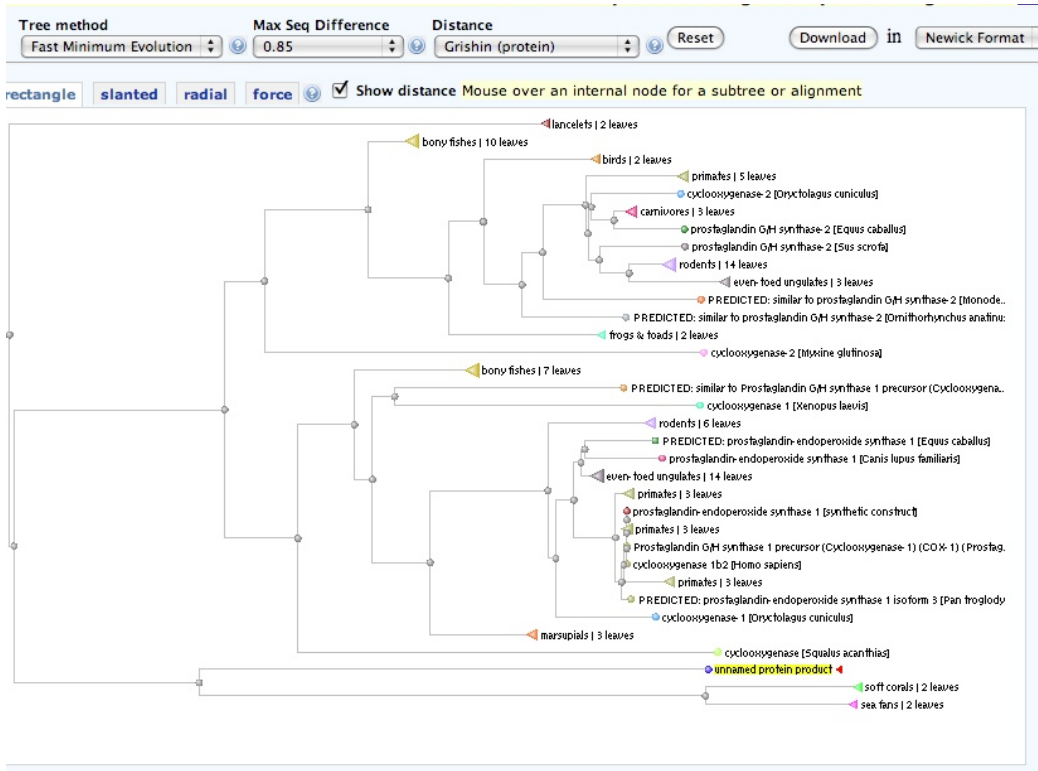 Tree method
Max Seq Difference
Distance
Fast Minimum Evolution
0.85
Grishin (protein)
Reset
Download in Newick Format
rectangle slanted radial force Show distance Mouse over an internal node for a subtree or alignment
lancelets | 2 leaves
bony fishes | 10 leaves
birds | 2 leaves
primates | 5 leaves
cyclooxygenase-2 [Oryctolagus cuniculus]
carnivores | 3 leaves
prostaglandin G/H synthase-2 [Equus caballus]
prostaglandin G/H synthase-2 [Sus scrofa]
rodents | 14 leaves
even-toed ungulates | 3 leaves
PREDICTED: similar to prostaglandin G/H synthase-2 [Monode..
PREDICTED: similar to prostaglandin G/H synthase-2 [Ornithorhynchus anatinu:
frogs & toads | 2 leaves
cyclooxygenase-2 [Myxine glutinosa]
bony fishes | 7 leaves
PREDICTED: similar to Prostaglandin G/H synthase 1 precursor (Cyclooxygena..
cyclooxygenase 1 [Xenopus laevis]
rodents | 6 leaves
PREDICTED: prostaglandin-endoperoxide synthase 1 [Equus caballus]
prostaglandin-endoperoxide synthase 1 [Canis lupus familiaris]
even-toed ungulates | 14 leaves
primates | 3 leaves
prostaglandin-endoperoxide synthase 1 [synthetic construct]
primates | 3 leaves
Prostaglandin G/H synthase 1 precursor (Cyclooxygenase-1) (COX-1) (Prostag.
cyclooxygenase 1b2 [Homo sapiens]
primates | 3 leaves
PREDICTED: prostaglandin-endoperoxide synthase 1 isoform 3 [Pan troglody
cyclooxygenase-1 [Oryctolagus cuniculus]
marsupials | 3 leaves
cyclooxygenase [Squalus acanthias]
unnamed protein product
soft corals | 2 leaves
sea fans | 2 leaves